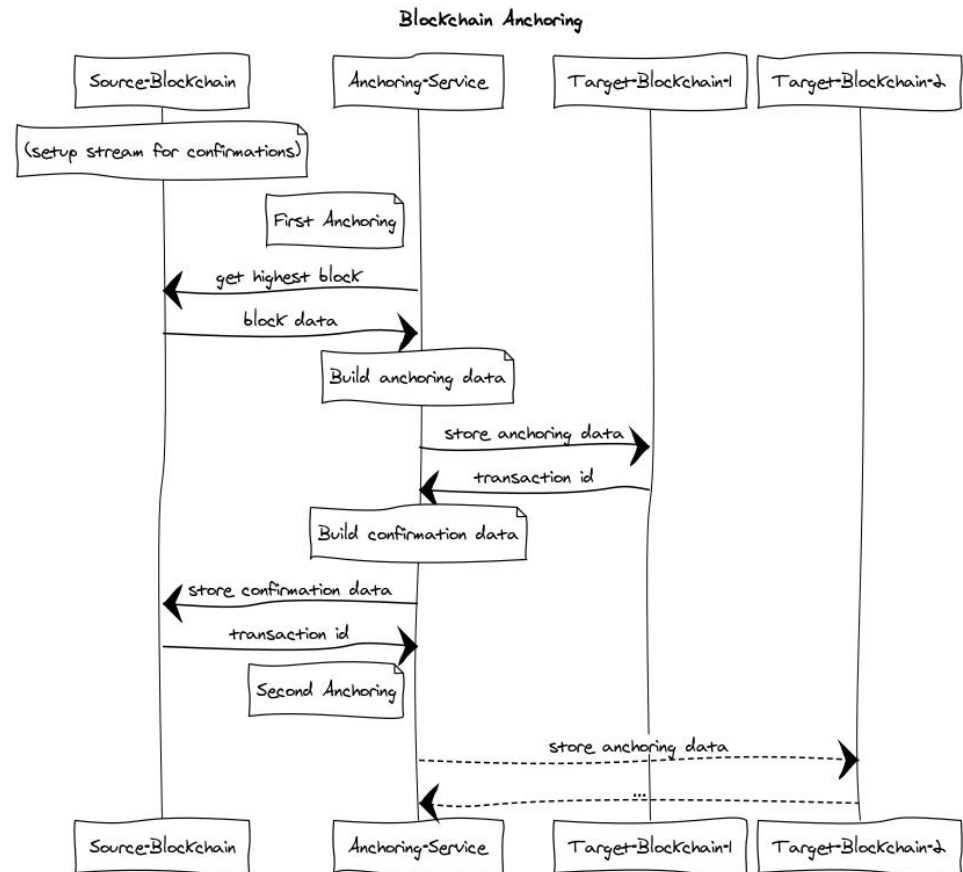 Blockchain Anchoring
Source-Blockchain
Anchoring-Service
Target-Blockchain-1
Target-Blockchain-2
(setup stream for confirmations)
First Anchoring
get highest block
block data
Build anchoring data
store anchoring data
transaction id
Build confirmation data
store confirmation data
transaction id
Second Anchoring
store anchoring data
...
Source-Blockchain
Anchoring-Service
Target-Blockchain-1
Target-Blockchain-2